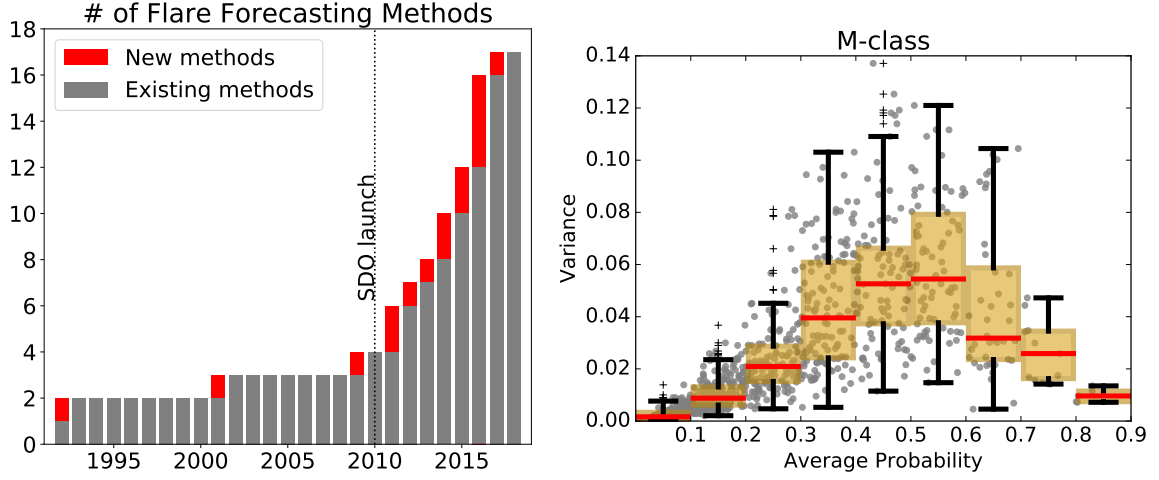 # of Flare Forecasting Methods
18
16
14
12
10
8
6
4
2
0
New methods
Existing methods
SDO launch
1995 2000 2005 2010 2015
M-class
0.14
0.12
0.10
0.08
0.06
0.04
0.02
0.00
Variance
0.1 0.2 0.3 0.4 0.5 0.6 0.7 0.8 0.9
Average Probability